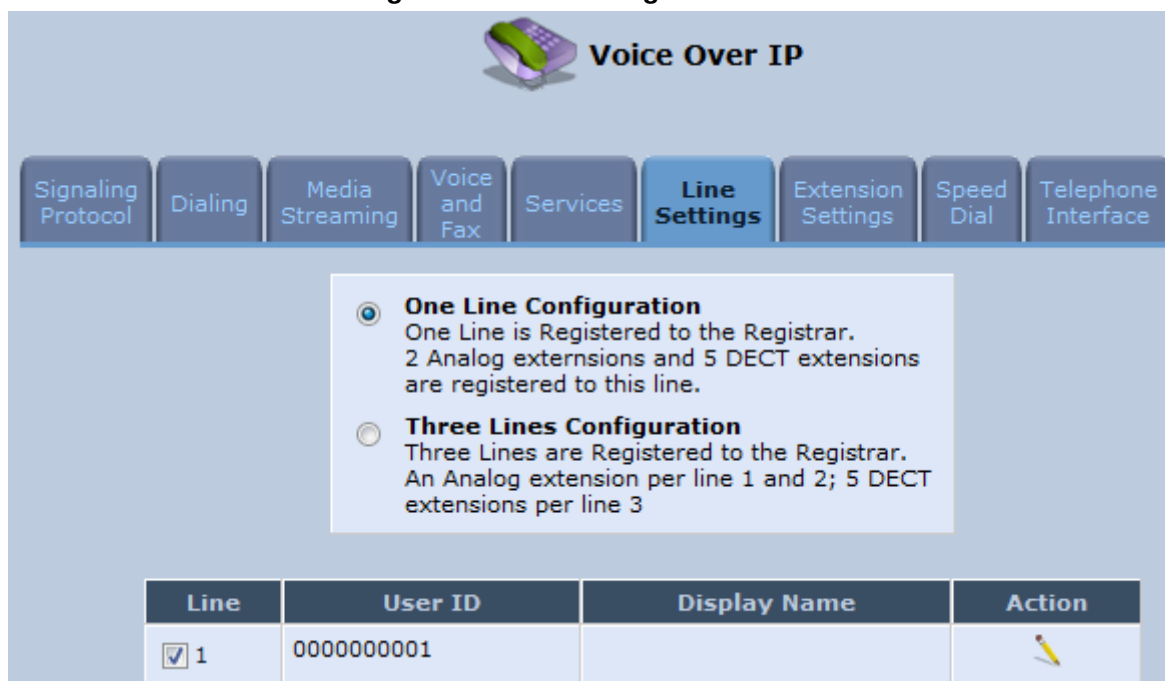 Voice Over IP
Signaling Protocol
Dialing
Media Streaming
Voice and Fax
Services
Line Settings
Extension Settings
Speed Dial
Telephone Interface
One Line Configuration
One Line is Registered to the Registrar.
2 Analog externsions and 5 DECT extensions
are registered to this line.
Three Lines Configuration
Three Lines are Registered to the Registrar.
An Analog extension per line 1 and 2; 5 DECT
extensions per line 3
Line User ID Display Name Action
1 0000000001